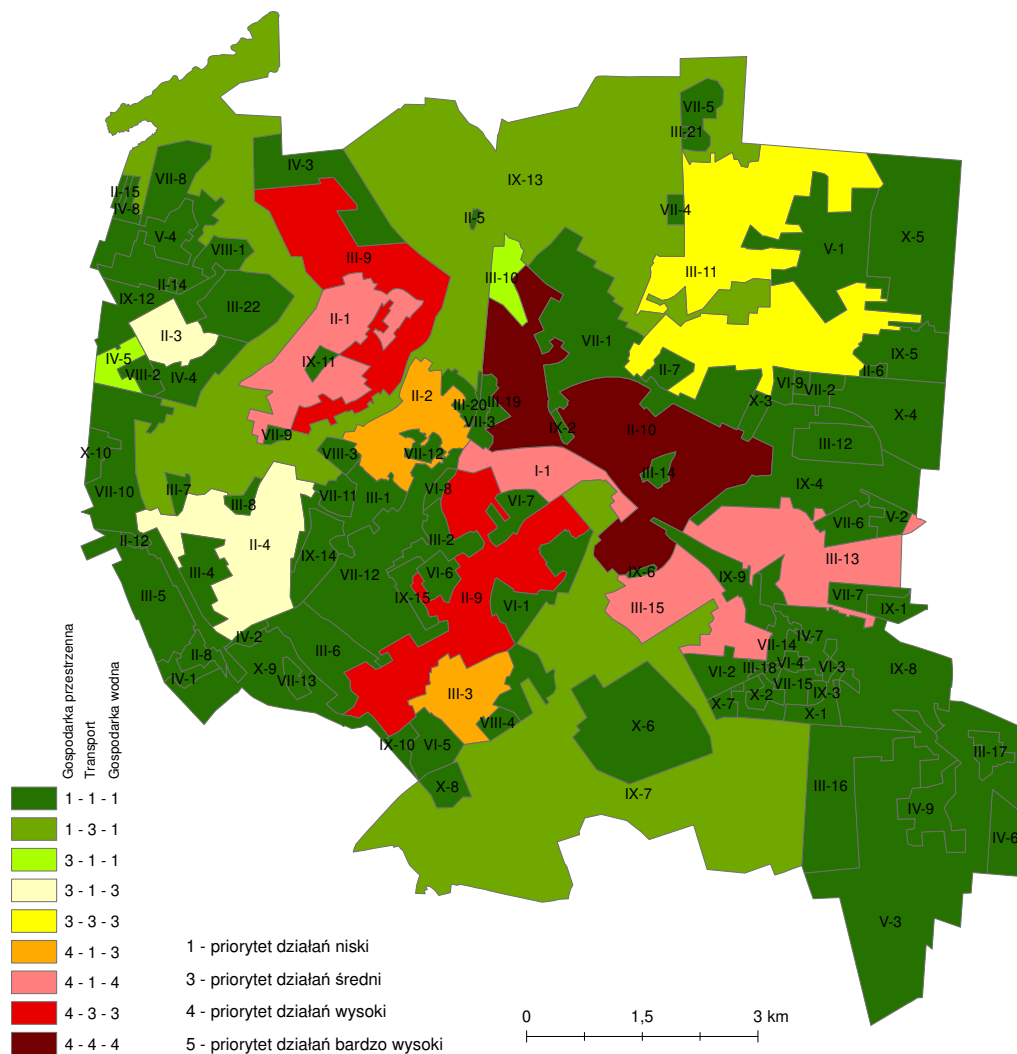 VII-5
III-21
IV-3
VII-8
II-15
IV-8
IX-13
VII-4
II-5
V-4
VIII-1
V-1
X-5
III-9
III-10
III-11
II-14
IX-12
III-22
II-1
II-3
VII-1
IV-5
VIII-2
IV-4
IX-11
IX-5
II-7
II-6
II-2
VI-9
VII-2
III-20
III-19
X-3
X-4
VII-3
IX-2
II-10
VII-9
III-12
X-10
VIII-3
VII-12
I-1
III-14
IX-4
VII-10
III-7
III-8
VII-11
III-1
VI-8
VI-7
VII-6
V-2
II-12
II-4
IX-14
III-2
III-13
III-4
VII-12
VI-6
IX-6
IX-9
III-5
IX-15
II-9
VI-1
III-15
VII-7
IX-1
IV-2
III-6
IV-7
VII-14
II-8
X-9
VI-2
III-18
VI-4
VI-3
IX-8
IV-1
VII-13
III-3
VII-15
X-2
IX-3
X-7
X-1
VIII-4
X-6
IX-10
VI-5
III-17
X-8
IX-7
III-16
IV-9
IV-6
V-3
Gospodarka przestrzenna
Transport
Gospodarka wodna
1 - 1 - 1
1 - 3 - 1
3 - 1 - 1
3 - 1 - 3
3 - 3 - 3
4 - 1 - 3
4 - 1 - 4
4 - 3 - 3
4 - 4 - 4
1 - priorytet działań niski
3 - priorytet działań średni
4 - priorytet działań wysoki
5 - priorytet działań bardzo wysoki
0 1,5 3 km